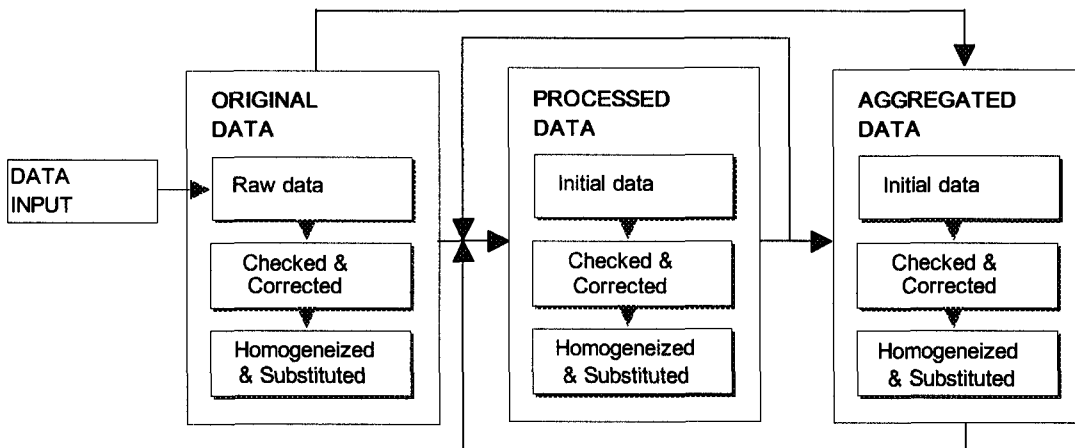 DATA
INPUT
ORIGINAL
DATA
Raw data
Checked &
Corrected
Homogeneized
& Substituted
PROCESSED
DATA
Initial data
Checked &
Corrected
Homogeneized
& Substituted
AGGREGATED
DATA
Initial data
Checked &
Corrected
Homogeneized
& Substituted